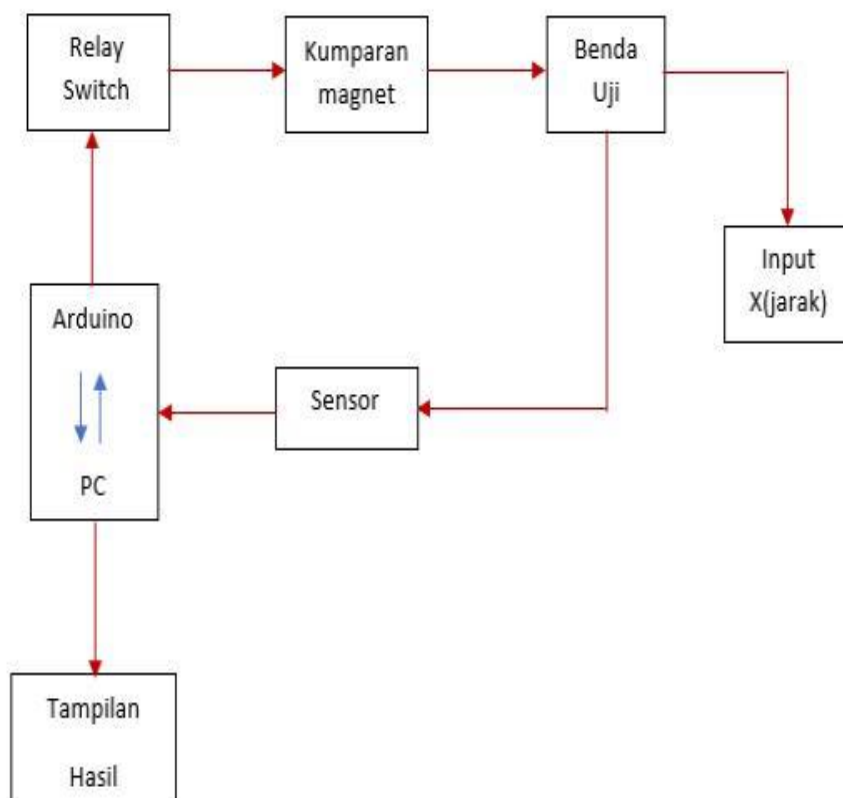 Relay
Switch
Kumparan
magnet
Benda
Uji
Input
X(jarak)
Arduino
PC
Sensor
Tampilan
Hasil